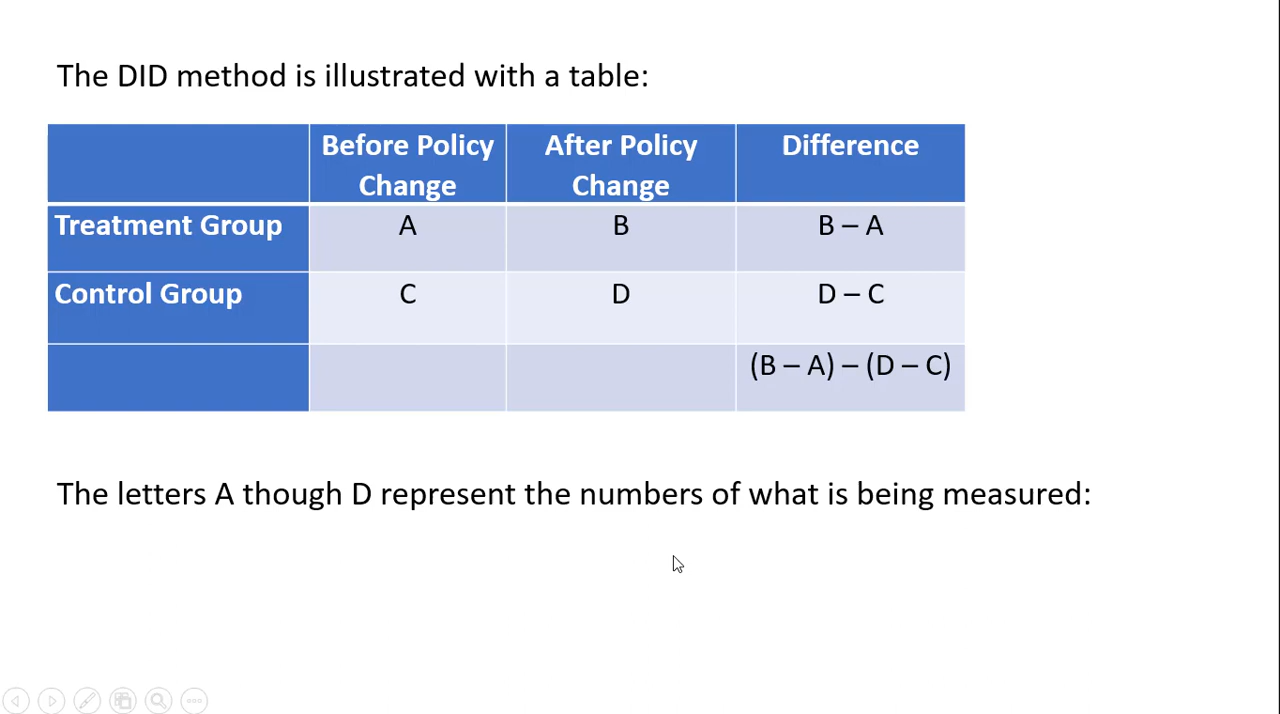 The DID method is illustrated with a table:
Before Policy Change After Policy Change Difference
Treatment Group A B B – A
Control Group C D D – C
(B – A) – (D – C)
The letters A though D represent the numbers of what is being measured: